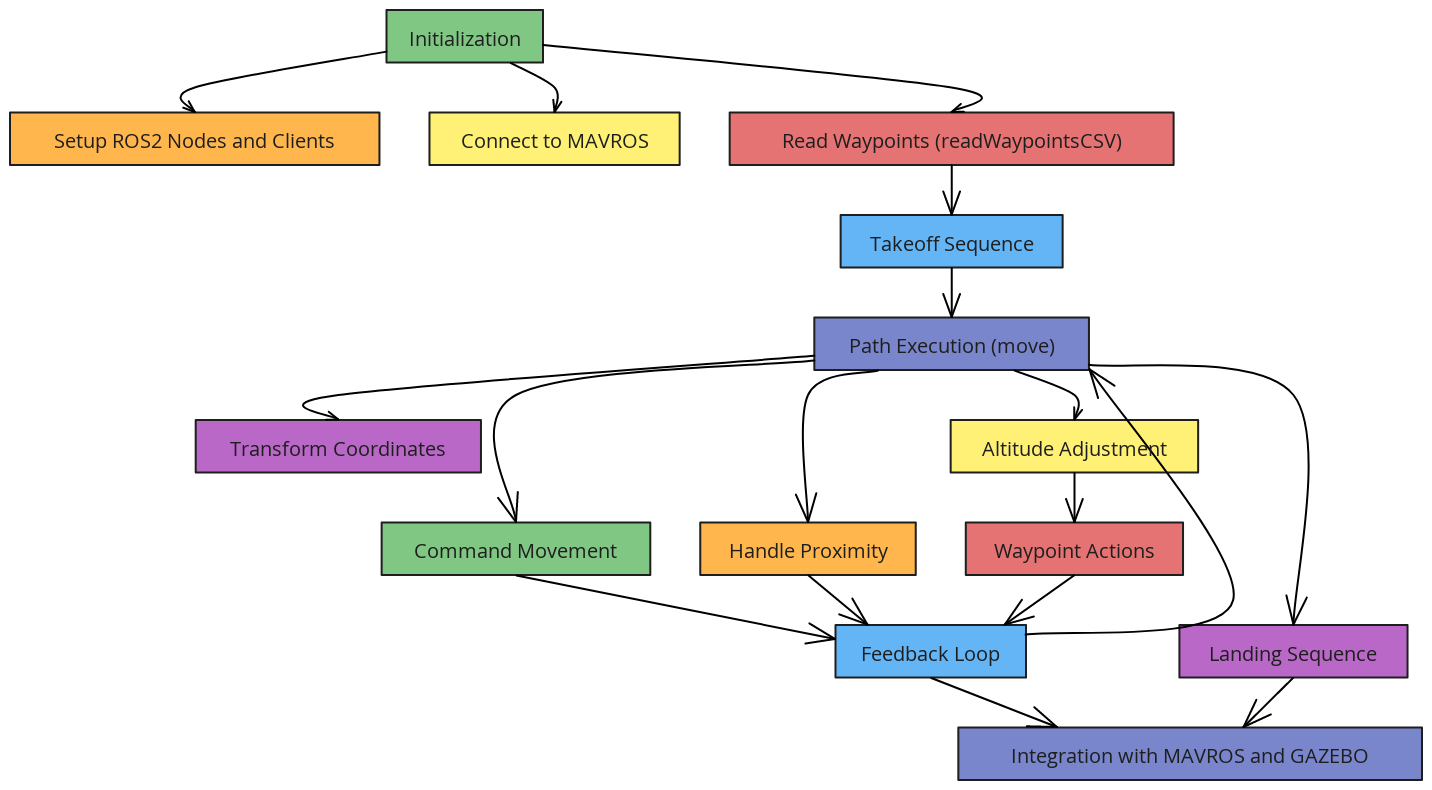 Initialization
Setup ROS2 Nodes and Clients
Connect to MAVROS
Read Waypoints (readWaypointsCSV)
Takeoff Sequence
Path Execution (move)
Transform Coordinates
Altitude Adjustment
Command Movement
Handle Proximity
Waypoint Actions
Feedback Loop
Landing Sequence
Integration with MAVROS and GAZEBO